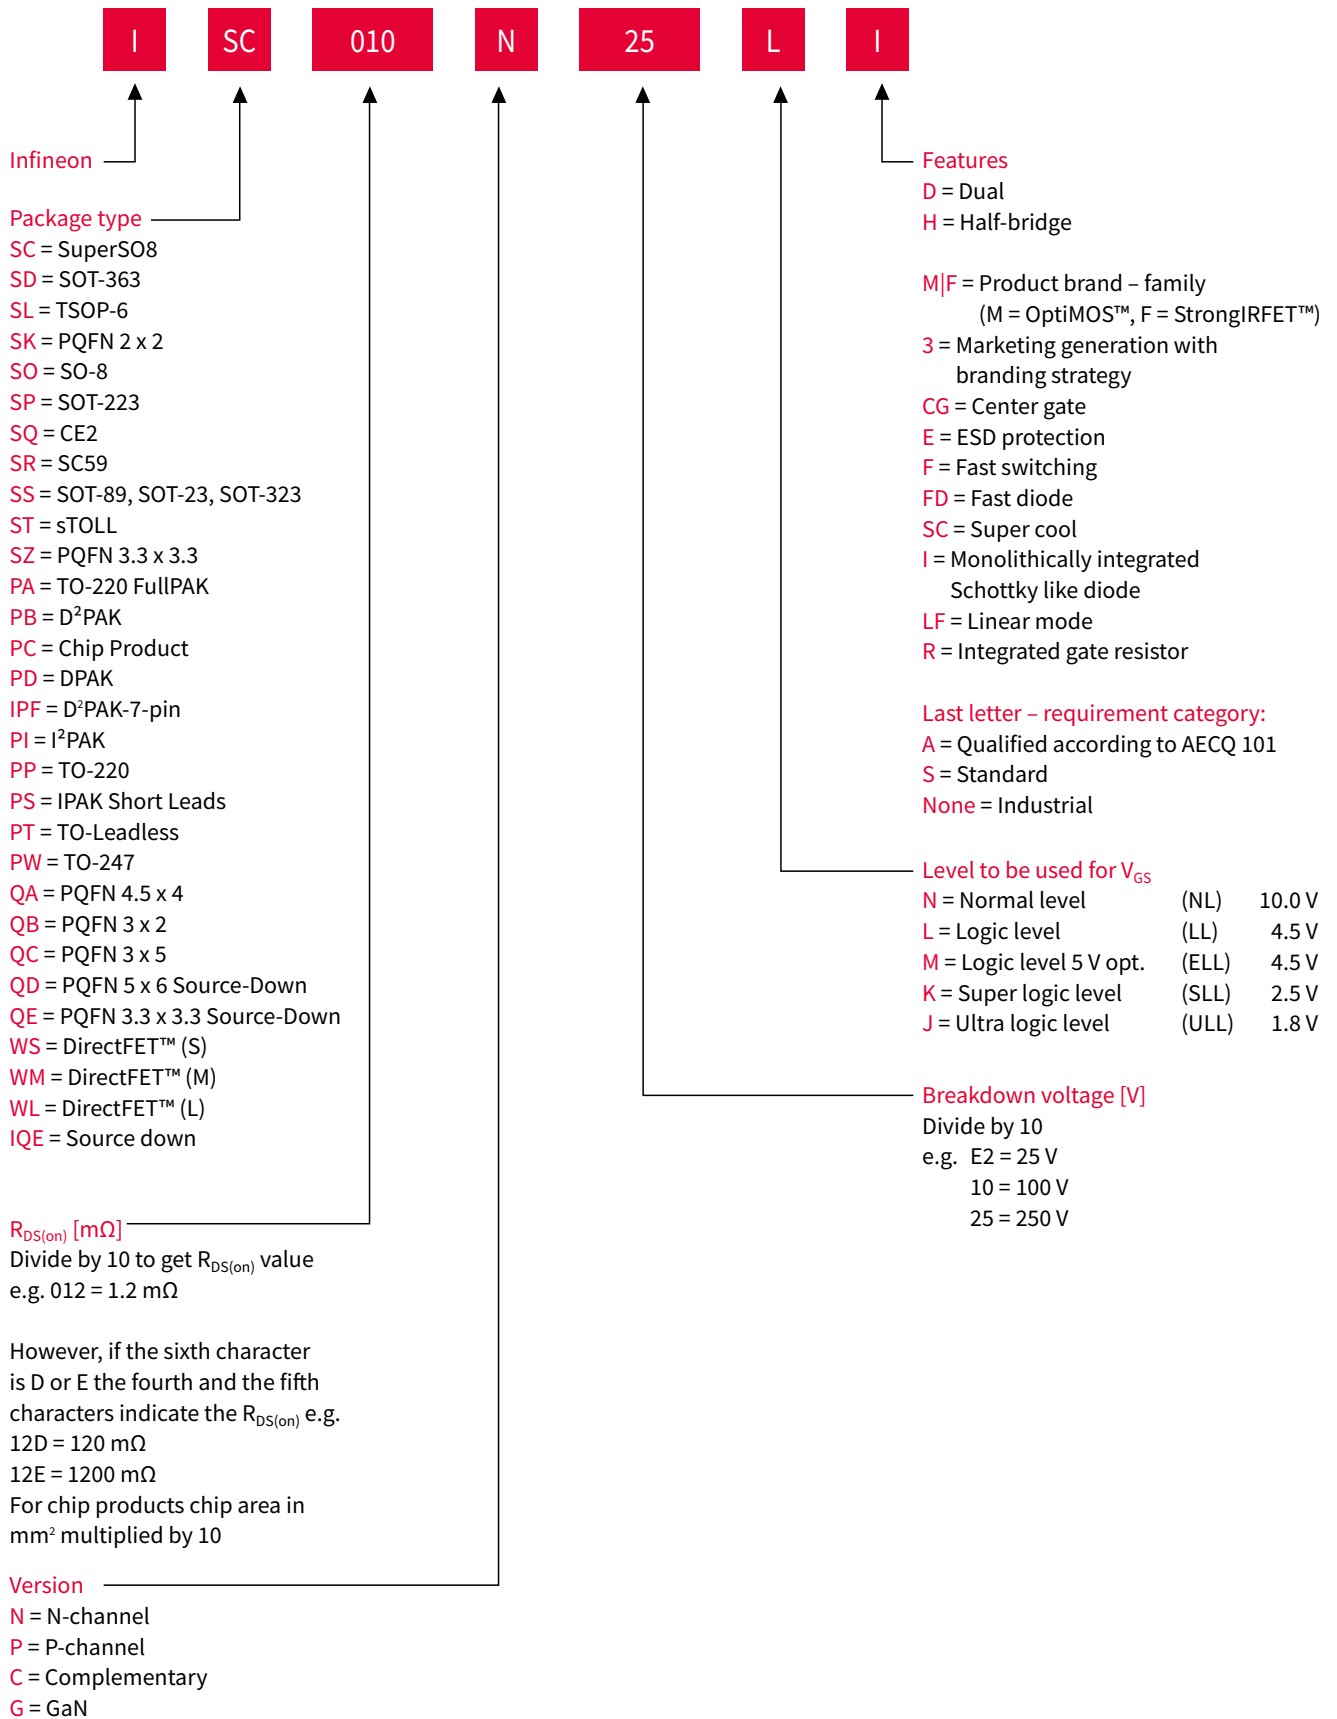 I SC 010 N 25 L I
Infineon
Package type
SC = SuperSO8
SD = SOT-363
SL = TSOP-6
SK = PQFN 2 x 2
SO = SO-8
SP = SOT-223
SQ = CE2
SR = SC59
SS = SOT-89, SOT-23, SOT-323
ST = sTOLL
SZ = PQFN 3.3 x 3.3
PA = TO-220 FullPAK
PB = D²PAK
PC = Chip Product
PD = DPAK
IPF = D²PAK-7-pin
PI = I²PAK
PP = TO-220
PS = IPAK Short Leads
PT = TO-Leadless
PW = TO-247
QA = PQFN 4.5 x 4
QB = PQFN 3 x 2
QC = PQFN 3 x 5
QD = PQFN 5 x 6 Source-Down
QE = PQFN 3.3 x 3.3 Source-Down
WS = DirectFET™ (S)
WM = DirectFET™ (M)
WL = DirectFET™ (L)
IQE = Source down
RDS(on) [mΩ]
Divide by 10 to get RDS(on) value
e.g. 012 = 1.2 mΩ
However, if the sixth character
is D or E the fourth and the fifth
characters indicate the RDS(on) e.g.
12D = 120 mΩ
12E = 1200 mΩ
For chip products chip area in
mm² multiplied by 10
Version
N = N-channel
P = P-channel
C = Complementary
G = GaN
Features
D = Dual
H = Half-bridge
M|F = Product brand – family
(M = OptiMOS™, F = StrongIRFET™)
3 = Marketing generation with
branding strategy
CG = Center gate
E = ESD protection
F = Fast switching
FD = Fast diode
SC = Super cool
I = Monolithically integrated
Schottky like diode
LF = Linear mode
R = Integrated gate resistor
Last letter – requirement category:
A = Qualified according to AECQ 101
S = Standard
None = Industrial
Level to be used for VGS
N = Normal level (NL) 10.0 V
L = Logic level (LL) 4.5 V
M = Logic level 5 V opt. (ELL) 4.5 V
K = Super logic level (SLL) 2.5 V
J = Ultra logic level (ULL) 1.8 V
Breakdown voltage [V]
Divide by 10
e.g. E2 = 25 V
10 = 100 V
25 = 250 V